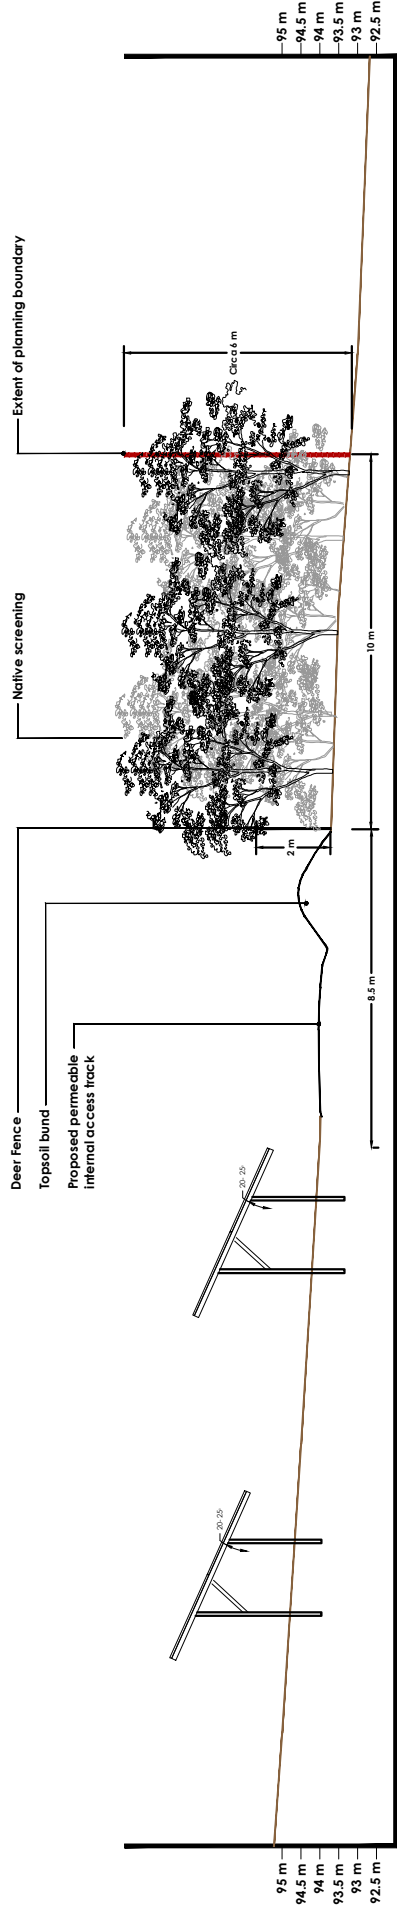 Deer Fence
Topsoil bund
Proposed permeable
internal access track
Native screening
Extent of planning boundary
95 m
94.5 m
94 m
93.5 m
93 m
92.5 m
20- 25·
20- 25·
2 m
Circa 6 m
8.5 m
10 m
95 m
94.5 m
94 m
93.5 m
93 m
92.5 m